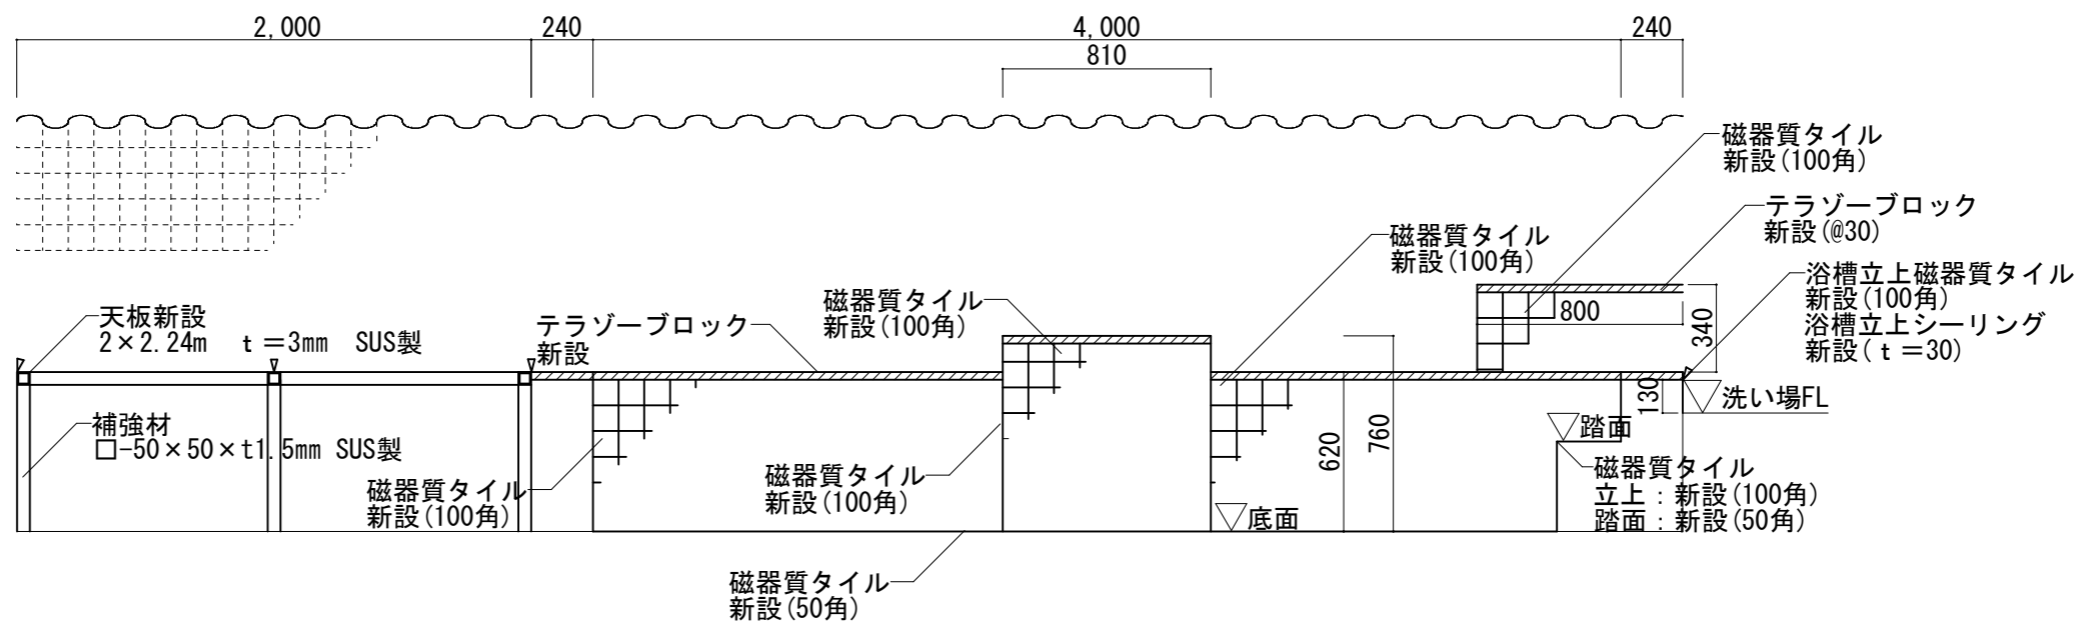 2,000
240
4,000
240
810
磁器質タイル
新設(100角)
テラゾーブロック
新設(@30)
磁器質タイル
新設(100角)
浴槽立上磁器質タイル
新設(100角)
浴槽立上シーリング
新設(t=30)
磁器質タイル
新設(100角)
800
340
天板新設
2×2.24m t=3mm SUS製
テラゾーブロック
新設
130
洗い場FL
補強材
□-50×50×t1.5mm SUS製
踏面
620
760
磁器質タイル
新設(100角)
磁器質タイル
新設(100角)
磁器質タイル
立上:新設(100角)
踏面:新設(50角)
底面
磁器質タイル
新設(50角)